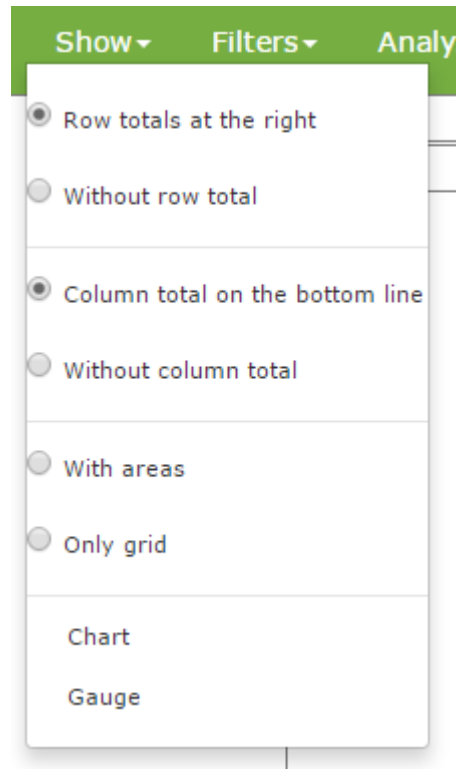 Show Filters Analy
Row totals at the right
Without row total
Column total on the bottom line
Without column total
With areas
Only grid
Chart
Gauge